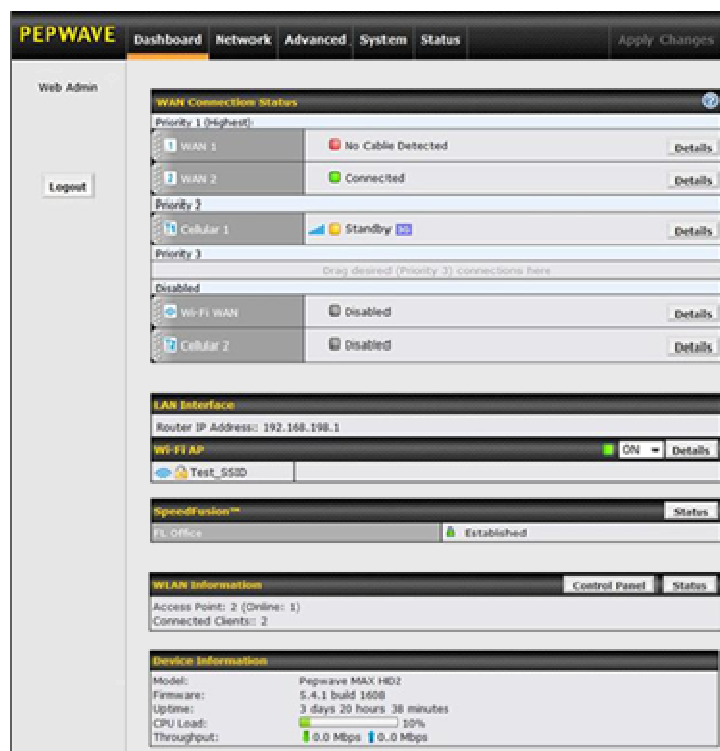 PEPWAVE Dashboard Network Advanced System Status Apply Changes
Web Admin
Logout
WAN Connection Status
Priority 1 (Highest):
1 WAN 1 No Cable Detected Details
2 WAN 2 Connected Details
Priority 2
1 Cellular 1 Standby 3G Details
Priority 3
Drag desired (Priority 3) connections here
Disabled
Wi-Fi WAN Disabled Details
2 Cellular 2 Disabled Details
LAN Interface
Router IP Address: 192.168.198.1
Wi-Fi AP ON Details
Test_SSID
SpeedFusion™ Status
FL Office Established
WLAN Information Control Panel Status
Access Point: 2 (Online: 1)
Connected Clients: 2
Device Information
Model: Pepwave MAX HD2
Firmware: 5.4.1 build 1608
Uptime: 3 days 20 hours 38 minutes
CPU Load: 10%
Throughput: 0.0 Mbps 0.0 Mbps